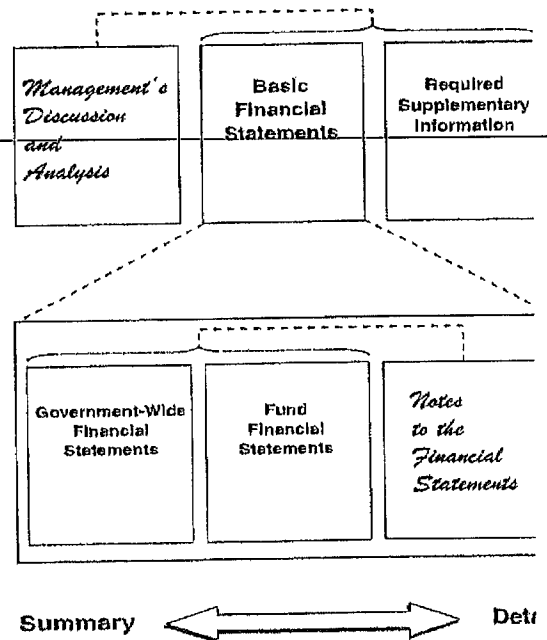 Management's
Discussion
and
Analysis
Basic
Financial
Statements
Required
Supplementary
Information
Government-Wide
Financial
Statements
Fund
Financial
Statements
Notes
to the
Financial
Statements
Summary